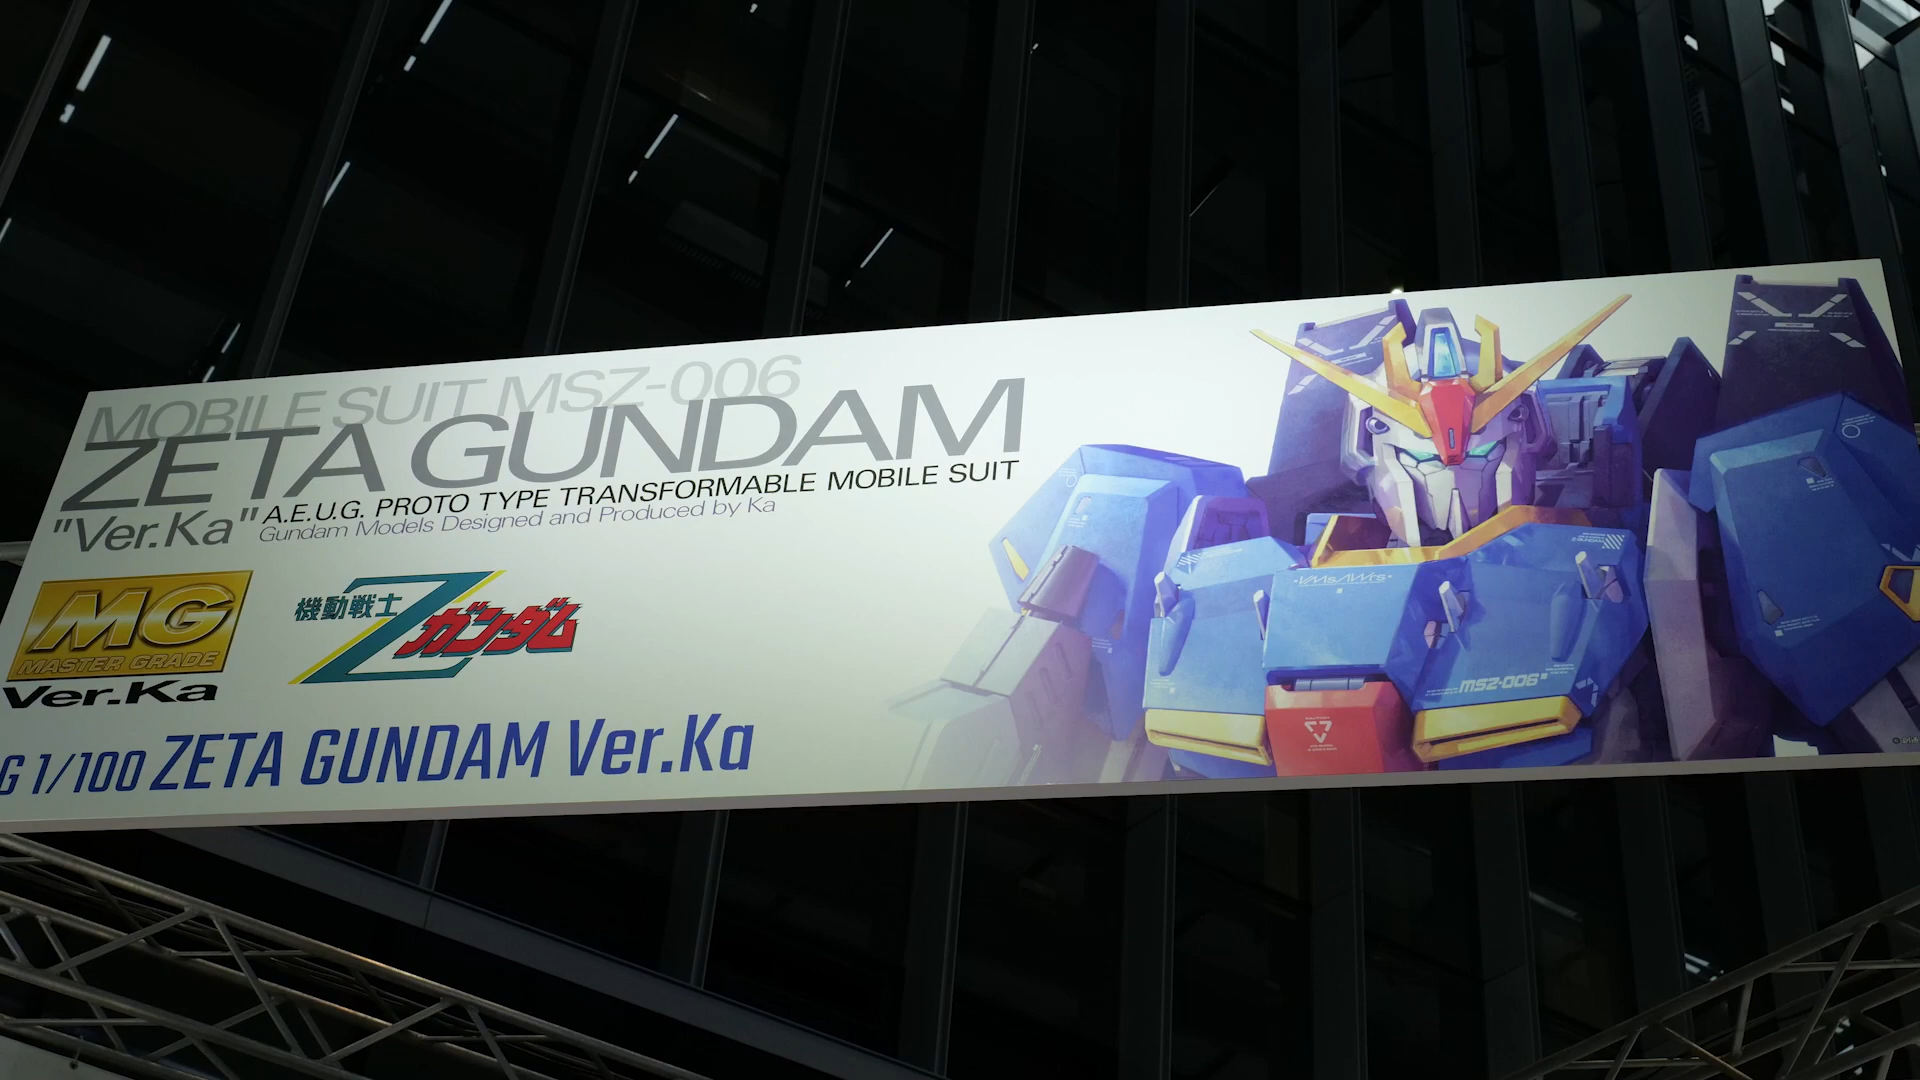 MOBILE SUIT MSZ-006
ZETA GUNDAM
"Ver.Ka"
A.E.U.G. PROTO TYPE TRANSFORMABLE MOBILE SUIT
Gundam Models Designed and Produced by Ka
MG
MASTER GRADE
Ver.Ka
機動戦士
Z
ガンダム
G 1/100 ZETA GUNDAM Ver.Ka
MSZ-006